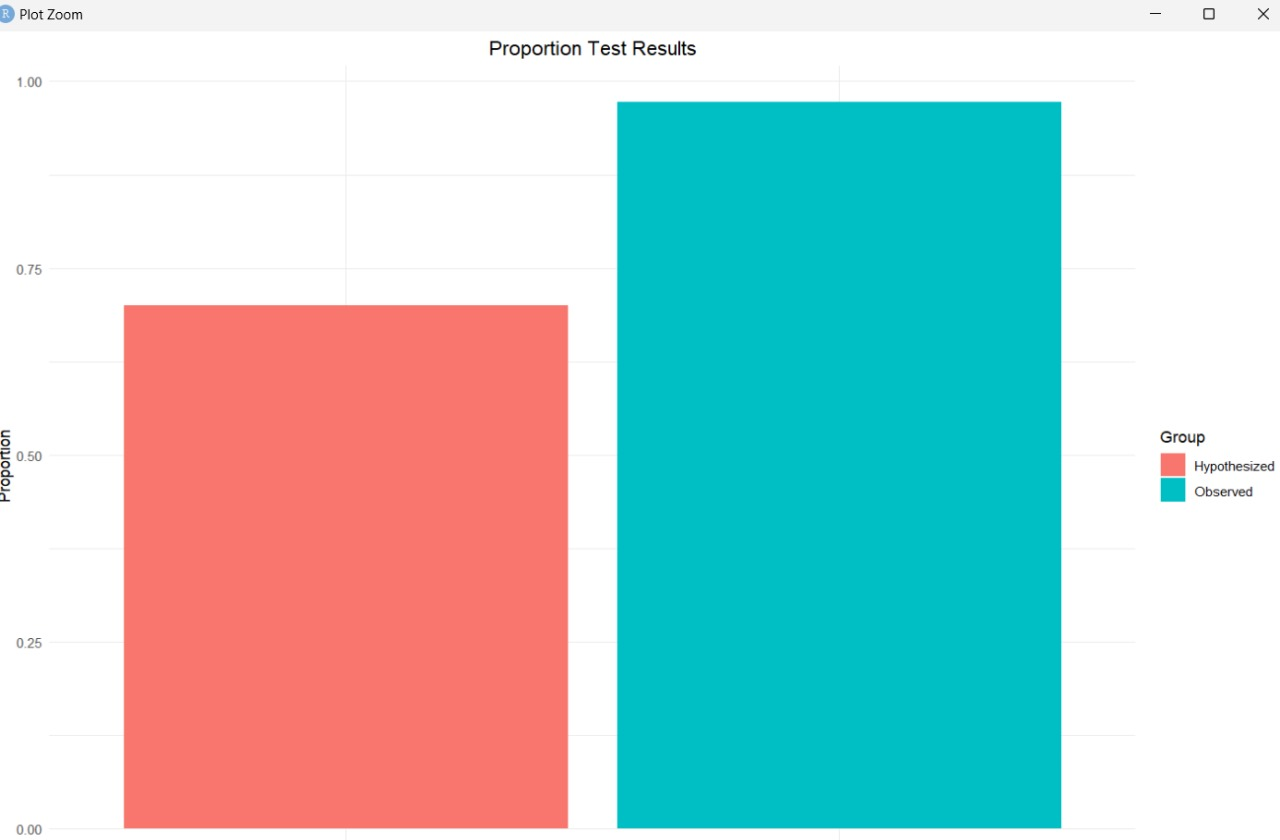 R Plot Zoom
Proportion Test Results
1.00
0.75
0.50
0.25
0.00
Proportion
Group
Hypothesized
Observed